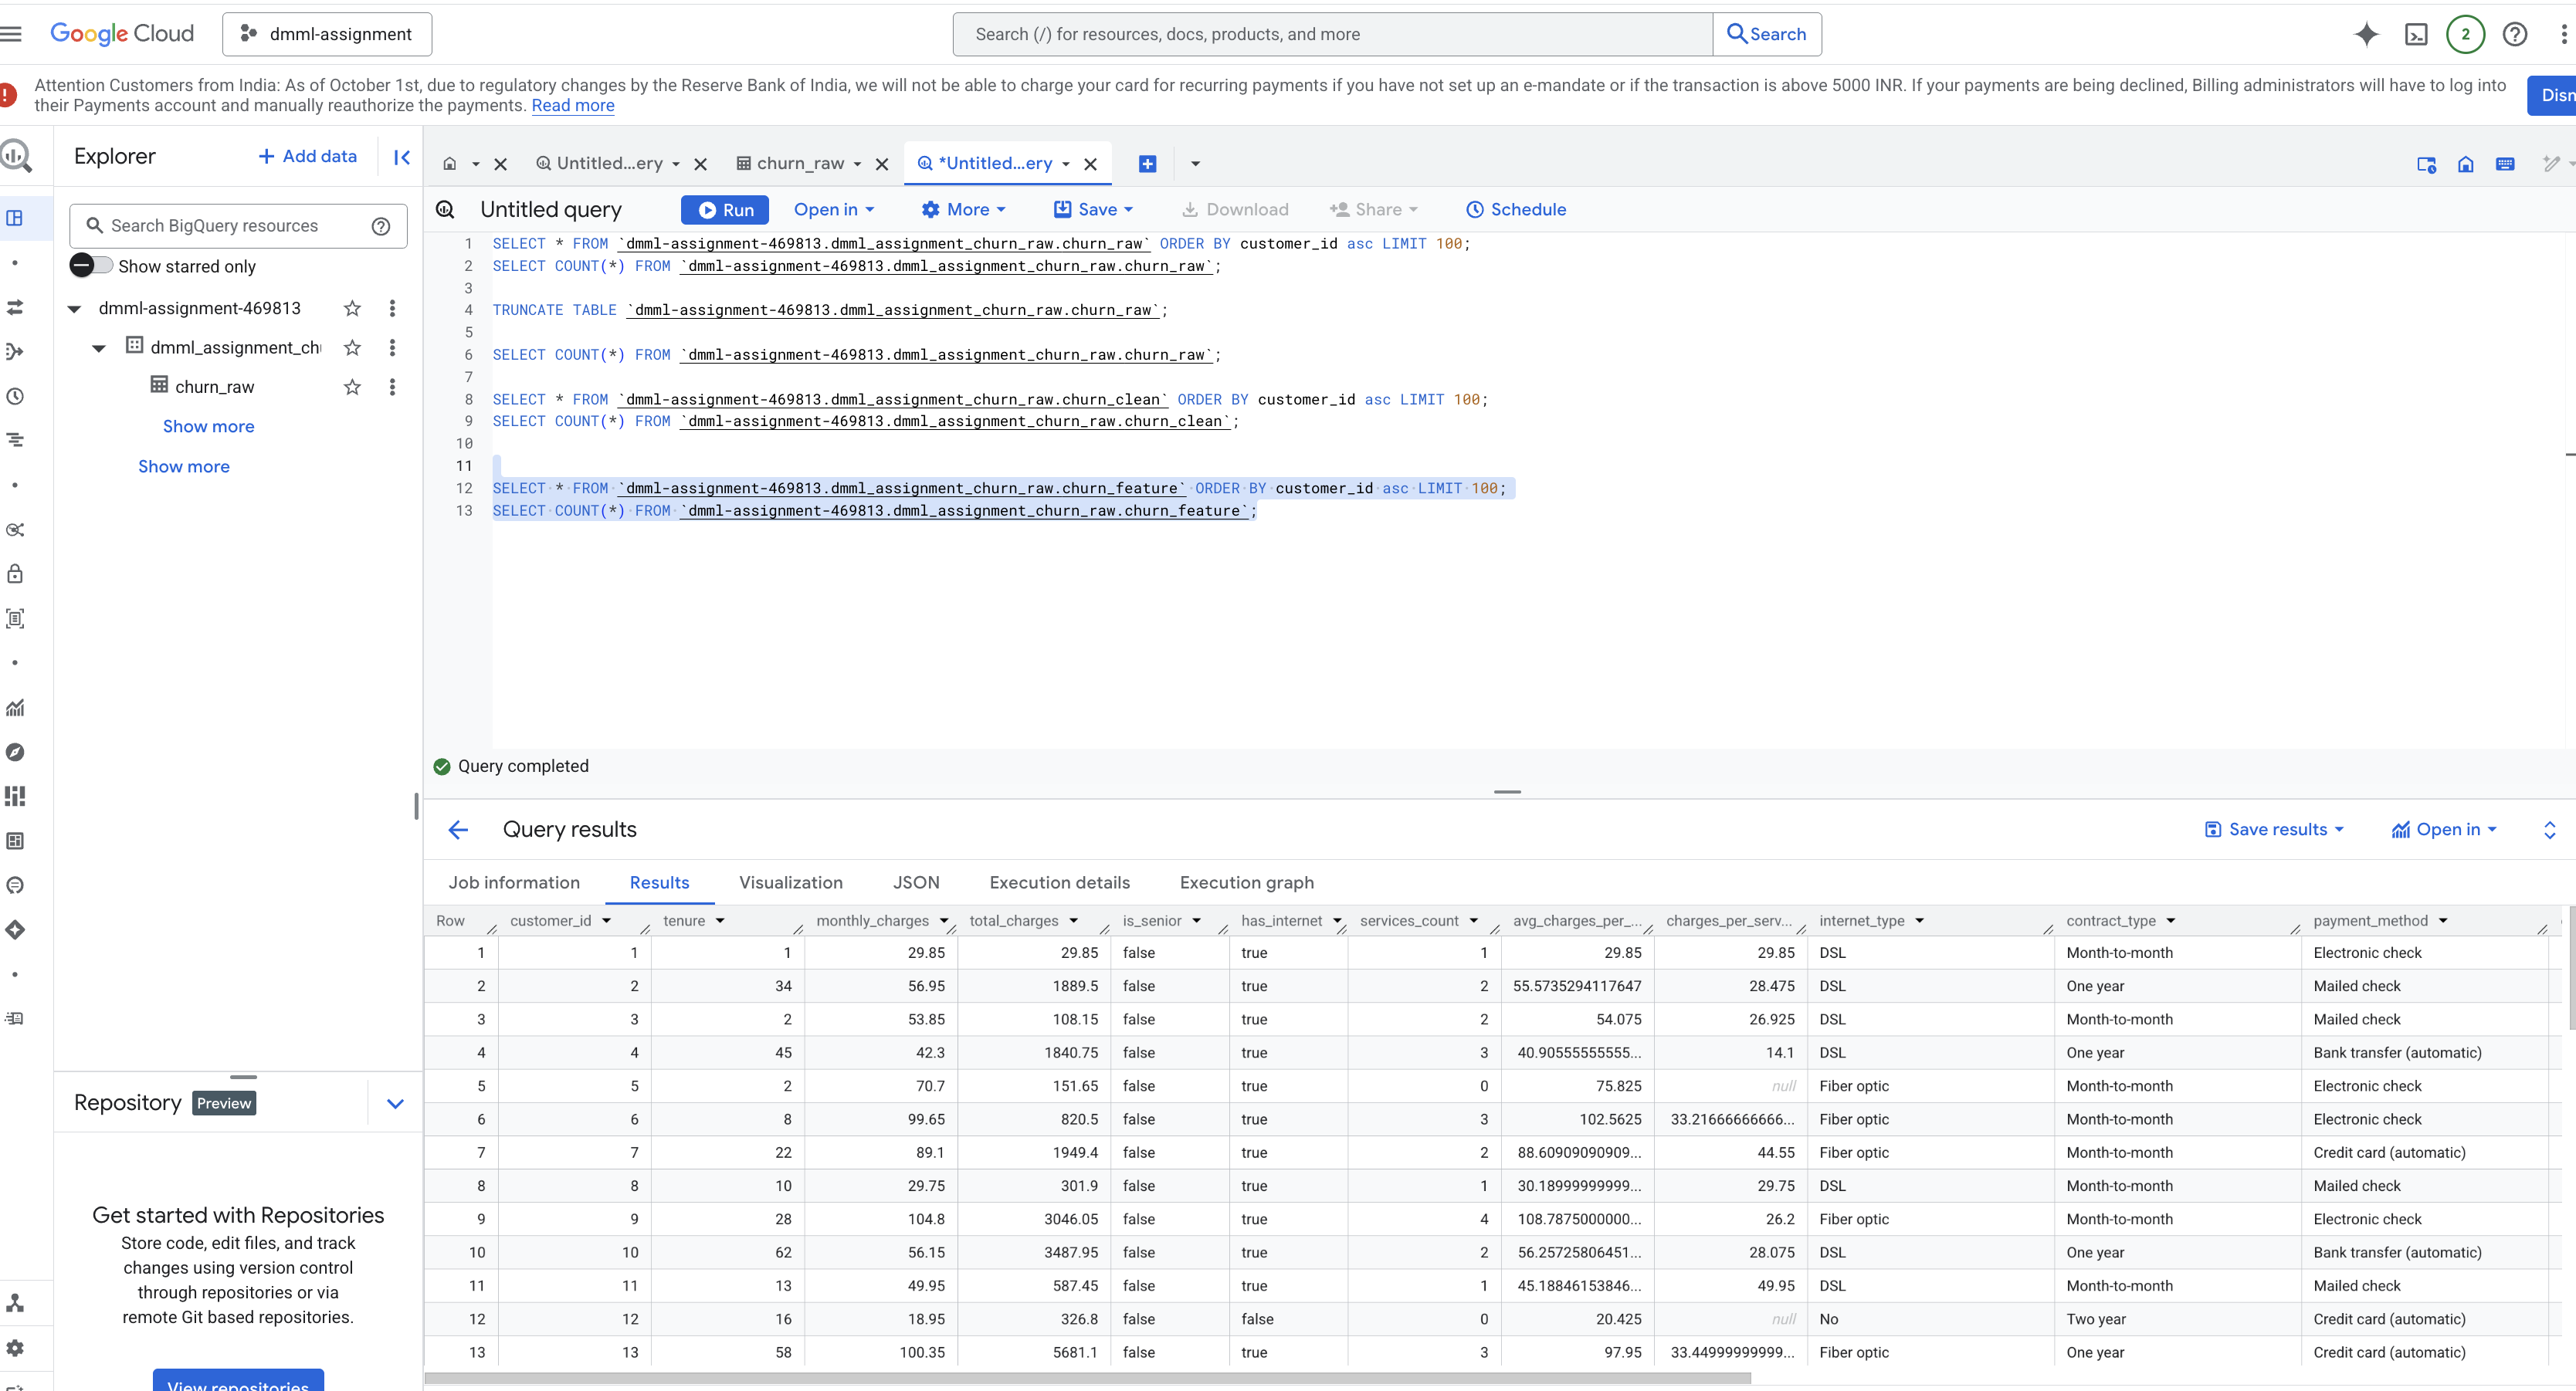 Google Cloud
dmml-assignment
Search (/) for resources, docs, products, and more
Search
2
Attention Customers from India: As of October 1st, due to regulatory changes by the Reserve Bank of India, we will not be able to charge your card for recurring payments if you have not set up an e-mandate or if the transaction is above 5000 INR. If your payments are being declined, Billing administrators will have to log into
their Payments account and manually reauthorize the payments. Read more
Explorer
+ Add data
Untitled...ery
churn_raw
*Untitled...ery
Search BigQuery resources
Show starred only
dmml-assignment-469813
dmml_assignment_ch
churn_raw
Show more
Show more
Untitled query
Run
Open in
More
Save
Download
Share
Schedule
1 SELECT * FROM `dmml-assignment-469813.dmml_assignment_churn_raw.churn_raw` ORDER BY customer_id asc LIMIT 100;
2 SELECT COUNT(*) FROM `dmml-assignment-469813.dmml_assignment_churn_raw.churn_raw`;
3
4 TRUNCATE TABLE `dmml-assignment-469813.dmml_assignment_churn_raw.churn_raw`;
5
6 SELECT COUNT(*) FROM `dmml-assignment-469813.dmml_assignment_churn_raw.churn_raw`;
7
8 SELECT * FROM `dmml-assignment-469813.dmml_assignment_churn_raw.churn_clean` ORDER BY customer_id asc LIMIT 100;
9 SELECT COUNT(*) FROM `dmml-assignment-469813.dmml_assignment_churn_raw.churn_clean`;
10
11
12 SELECT * FROM `dmml-assignment-469813.dmml_assignment_churn_raw.churn_feature` ORDER BY customer_id asc LIMIT 100;
13 SELECT COUNT(*) FROM `dmml-assignment-469813.dmml_assignment_churn_raw.churn_feature`;
Query completed
Query results
Save results
Open in
Job information Results Visualization JSON Execution details Execution graph
Row customer_id tenure monthly_charges total_charges is_senior has_internet services_count avg_charges_per_... charges_per_serv... internet_type contract_type payment_method
1 1 1 29.85 29.85 false true 1 29.85 29.85 DSL Month-to-month Electronic check
2 2 34 56.95 1889.5 false true 2 55.5735294117647 28.475 DSL One year Mailed check
3 3 2 53.85 108.15 false true 2 54.075 26.925 DSL Month-to-month Mailed check
4 4 45 42.3 1840.75 false true 3 40.90555555555... 14.1 DSL One year Bank transfer (automatic)
5 5 2 70.7 151.65 false true 0 75.825 null Fiber optic Month-to-month Electronic check
6 6 8 99.65 820.5 false true 3 102.5625 33.21666666666... Fiber optic Month-to-month Electronic check
7 7 22 89.1 1949.4 false true 2 88.60909090909... 44.55 Fiber optic Month-to-month Credit card (automatic)
8 8 10 29.75 301.9 false true 1 30.18999999999... 29.75 DSL Month-to-month Mailed check
9 9 28 104.8 3046.05 false true 4 108.7875000000... 26.2 Fiber optic Month-to-month Electronic check
10 10 62 56.15 3487.95 false true 2 56.25725806451... 28.075 DSL One year Bank transfer (automatic)
11 11 13 49.95 587.45 false true 1 45.18846153846... 49.95 DSL Month-to-month Mailed check
12 12 16 18.95 326.8 false false 0 20.425 null No Two year Credit card (automatic)
13 13 58 100.35 5681.1 false true 3 97.95 33.44999999999... Fiber optic One year Credit card (automatic)
Repository Preview
Get started with Repositories
Store code, edit files, and track
changes using version control
through repositories or via
remote Git based repositories.
View repositories